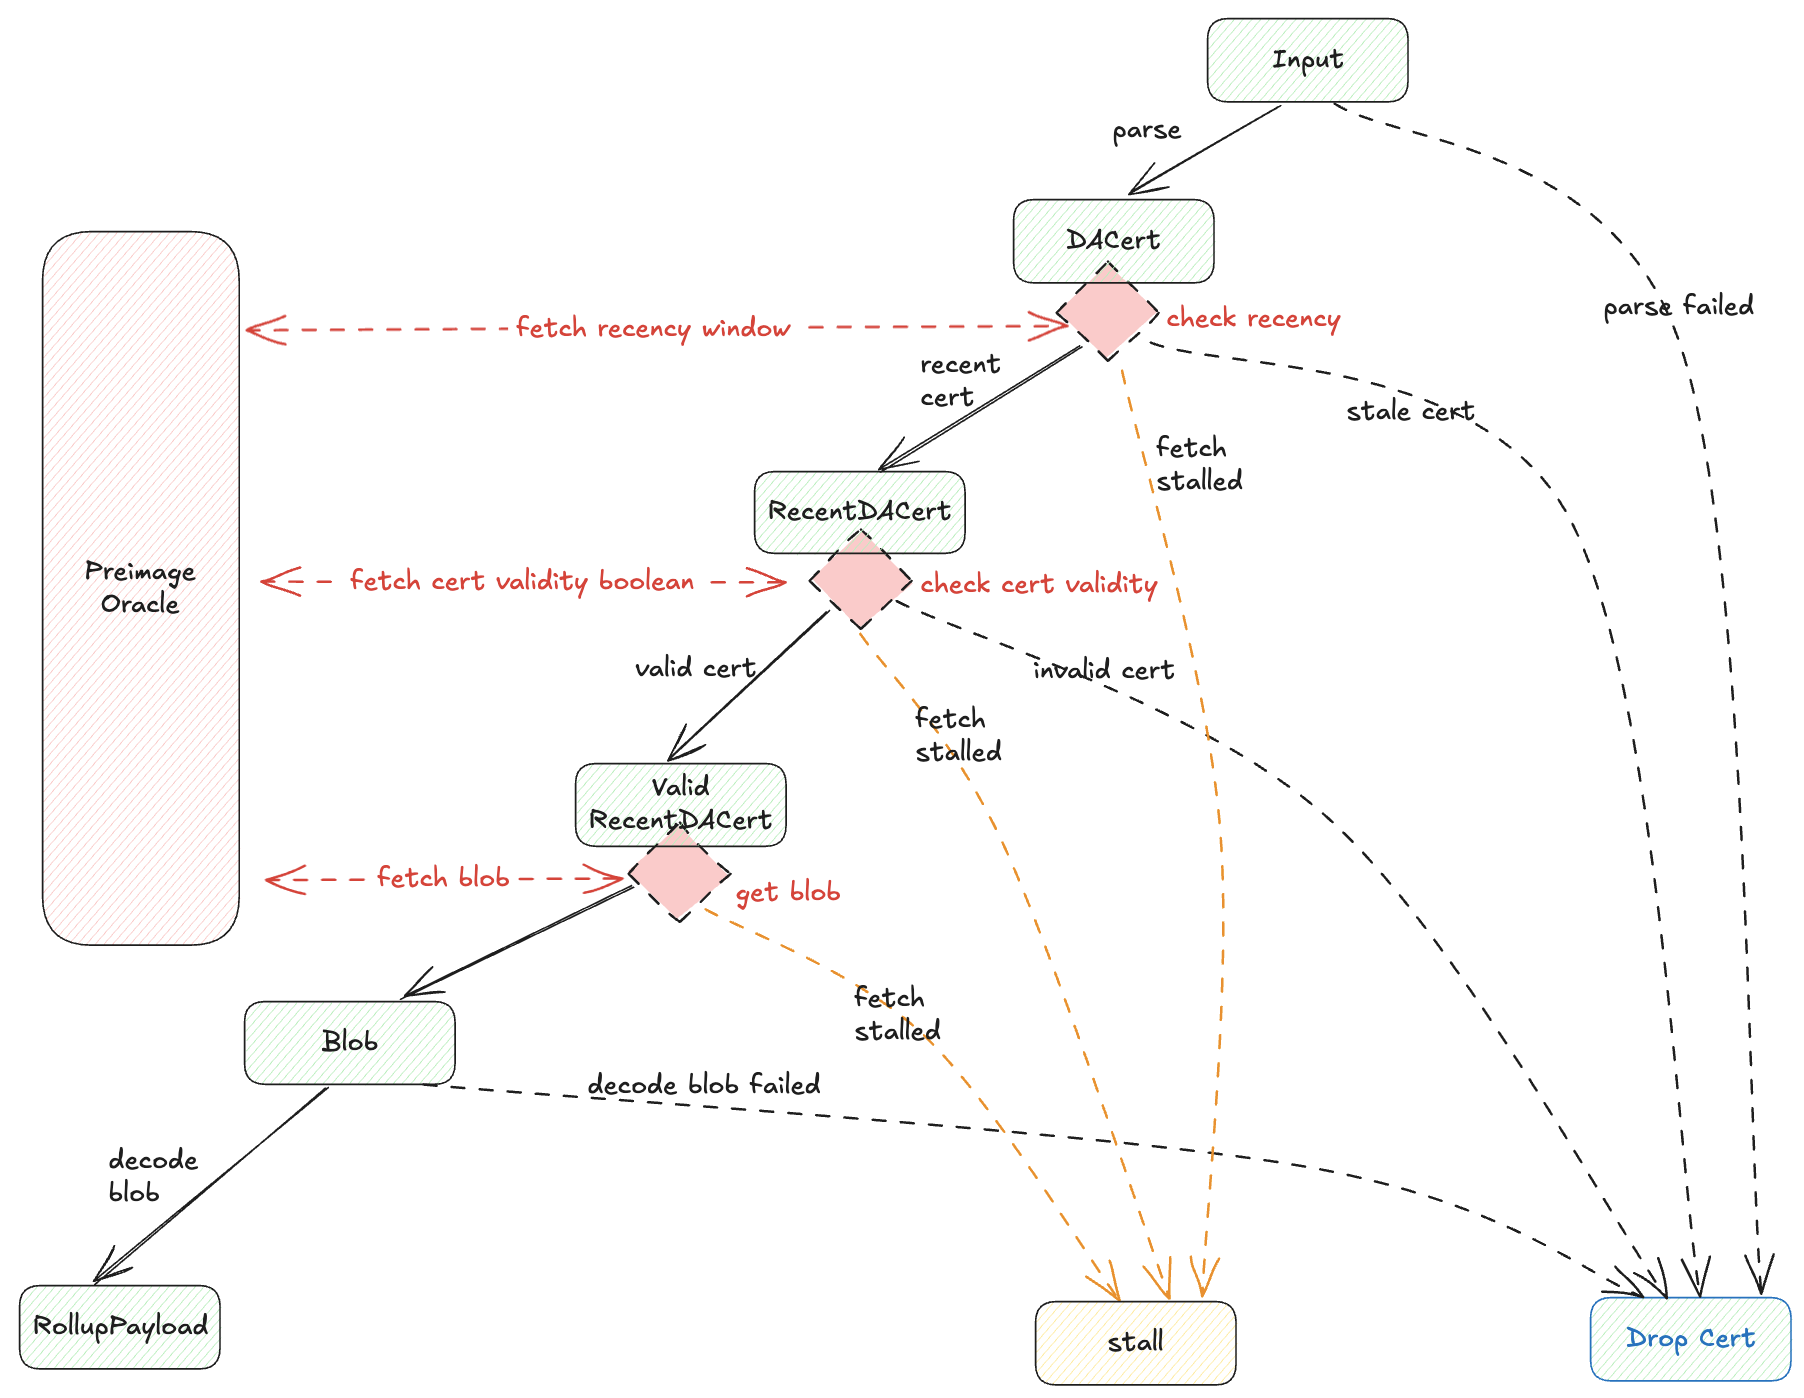 Input
parse
DACert
parse failed
fetch recency window
check recency
recent
cert
stale cert
fetch
stalled
RecentDACert
Preimage
Oracle
fetch cert validity boolean
check cert validity
valid cert
invalid cert
fetch
stalled
Valid
RecentDACert
fetch blob
get blob
fetch
stalled
Blob
decode blob failed
decode
blob
RollupPayload
stall
Drop Cert